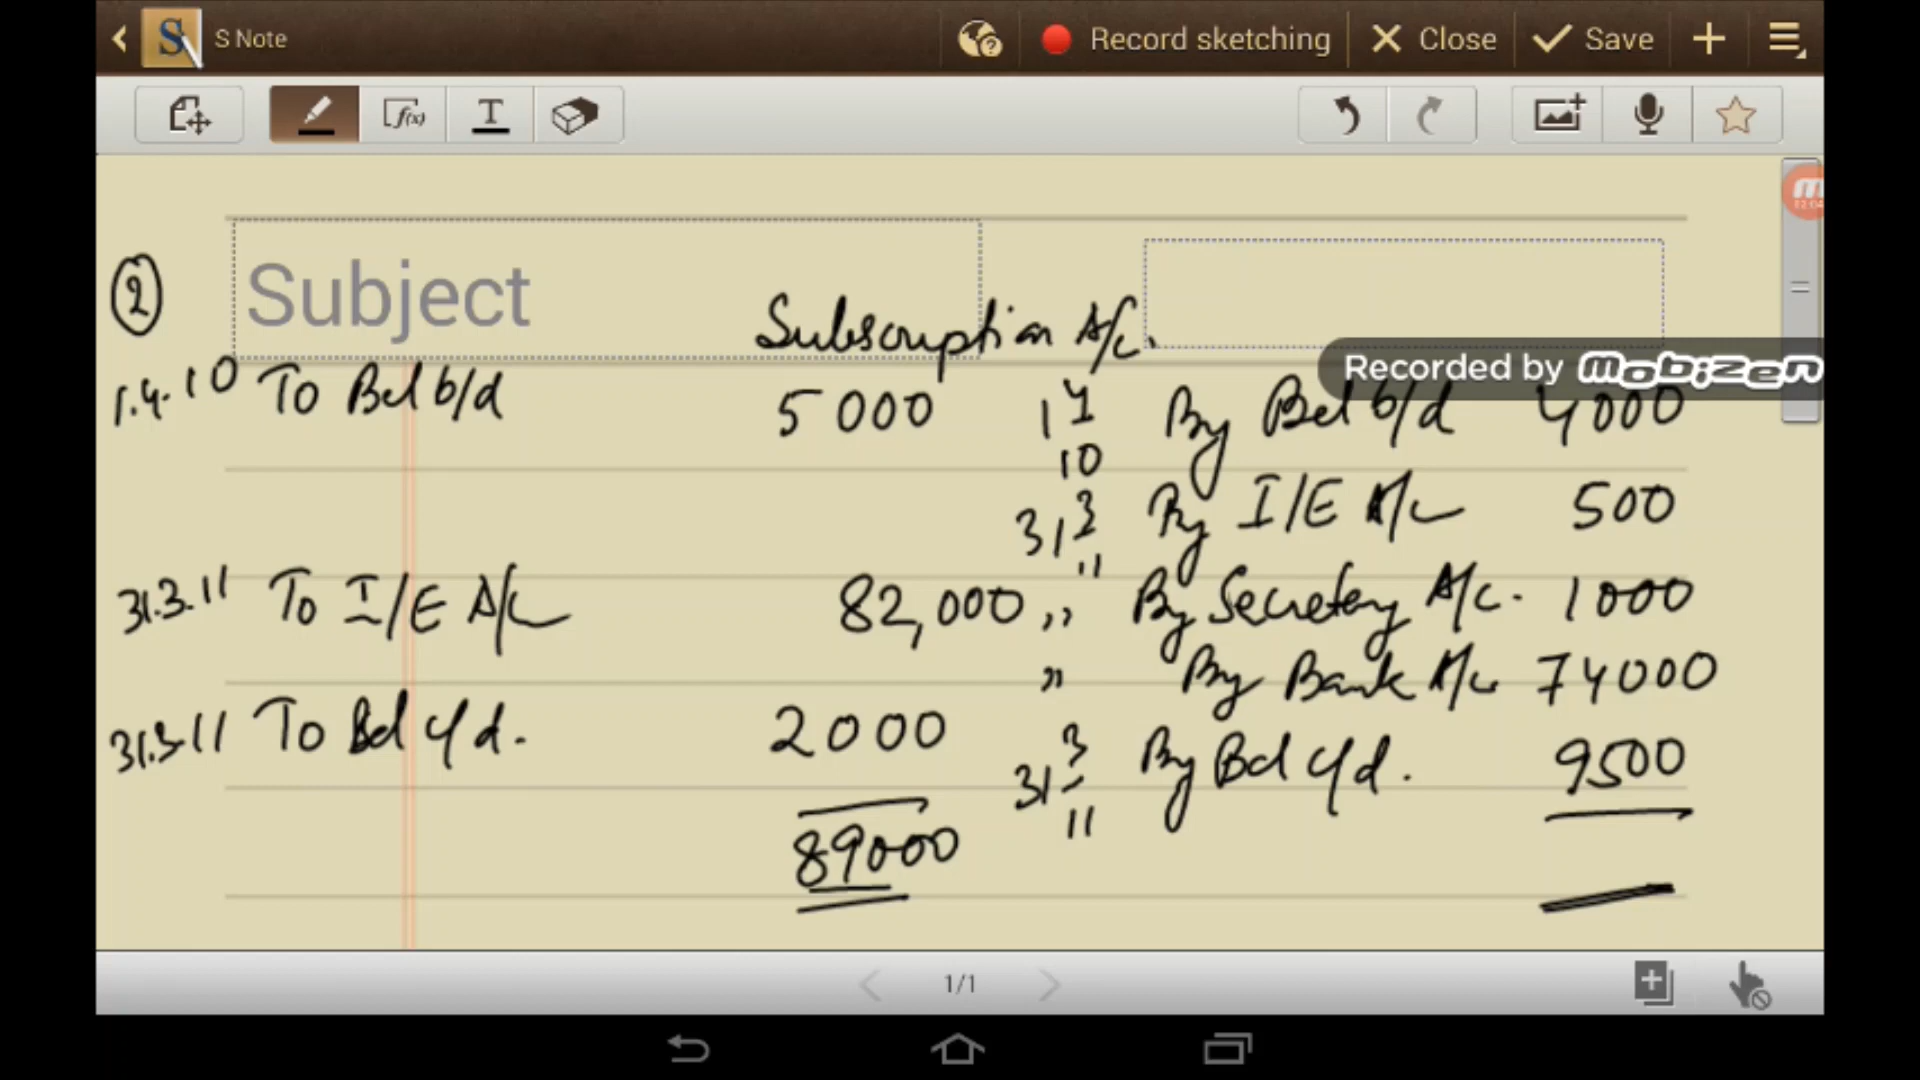 S Note
Record sketching
Close
Save
T
f(x)
12:04
② Subject
Subscription A/c.
Recorded by mobizen
1.4.10 To Bal b/d 5000 1 4 10 By Bal b/d 4000
31 3 11 By I/E A/c 500
31.3.11 To I/E A/c 82,000 ,, By Secretary A/c. 1000
,, By Bank A/c 74000
31.3.11 To Bal c/d. 2000 31 3 11 By Bal c/d. 9500
89000
1/1